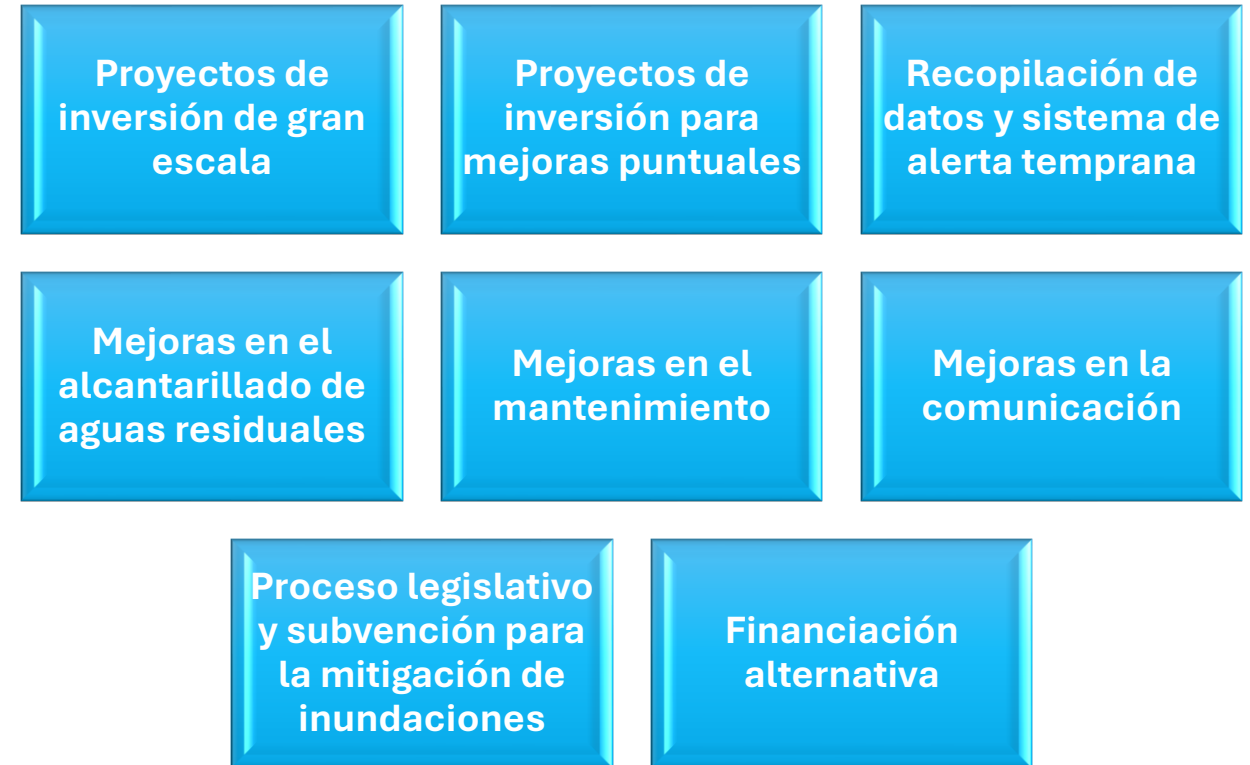 Proyectos de
inversión de gran
escala
Proyectos de
inversión para
mejoras puntuales
Recopilación de
datos y sistema de
alerta temprana
Mejoras en el
alcantarillado de
aguas residuales
Mejoras en el
mantenimiento
Mejoras en la
comunicación
Proceso legislativo
y subvención para
la mitigación de
inundaciones
Financiación
alternativa